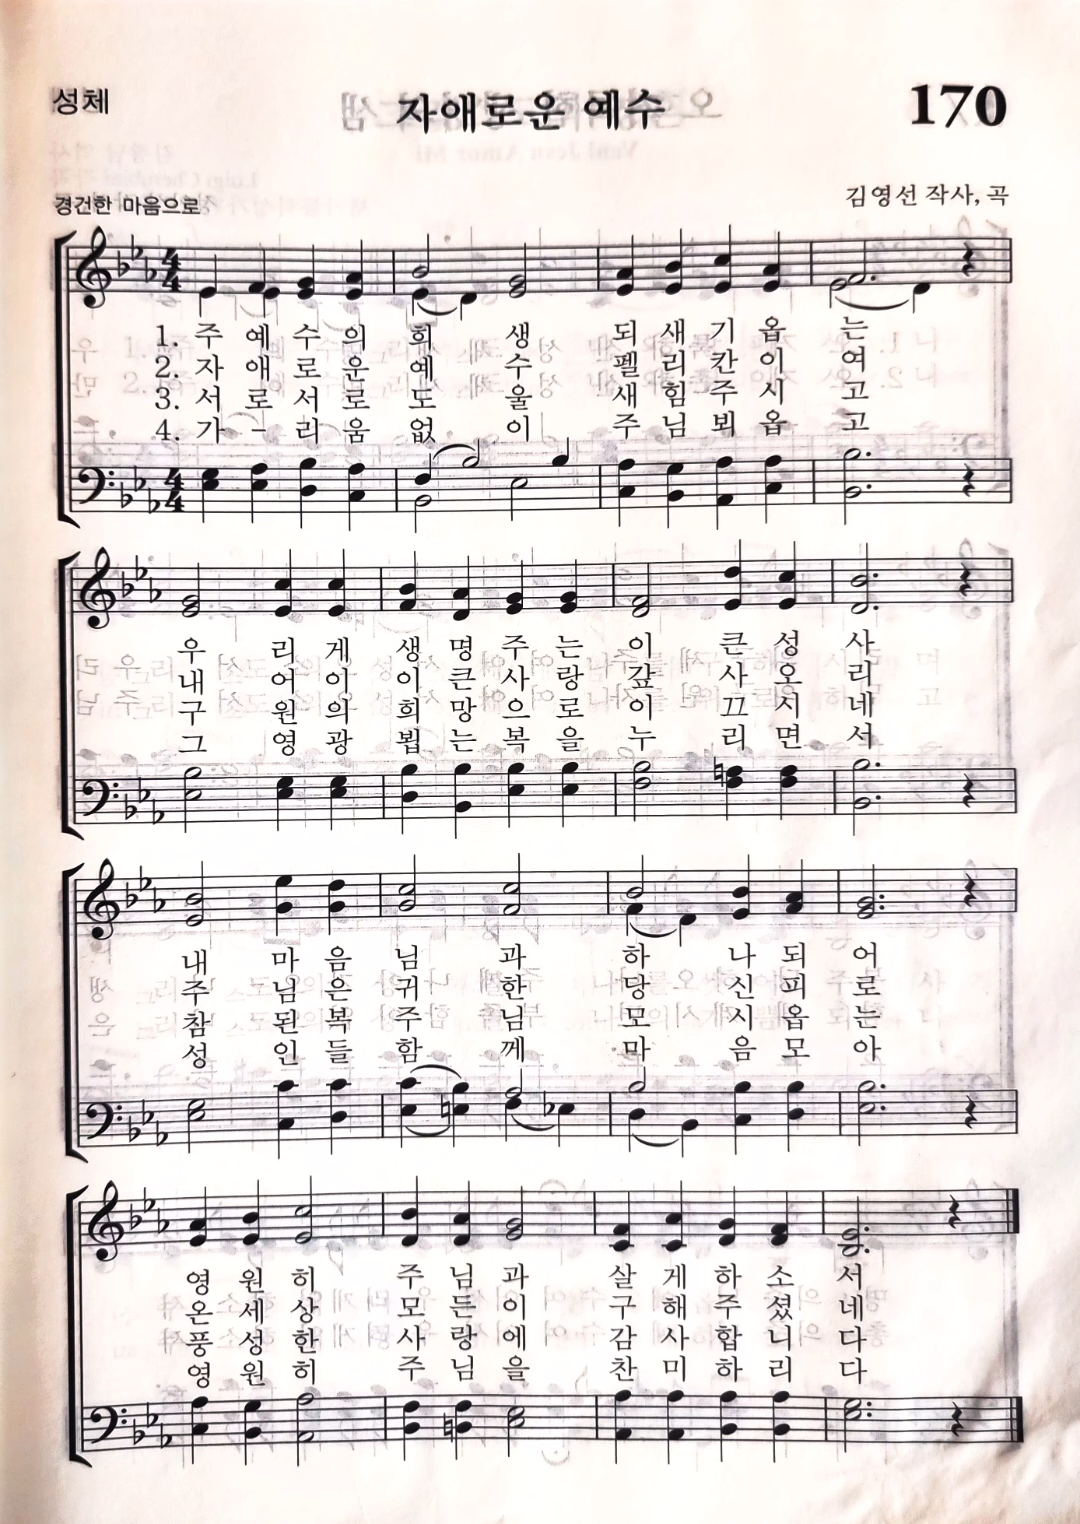 성체
자애로운 예수
170
경건한 마음으로
김영선 작사, 곡
1. 주 예 수 의 희 생 되 새 기 옵 는
2. 자 애 로 운 예 수 펠 리 칸 이 여
3. 서 로 서 로 도 울 새 힘 주 시 고
4. 가 - 리 움 없 이 주 님 뵈 옵 고
우 리 게 생 명 주 는 이 큰 성 사
내 여 이 이 큰 사 랑 갚 사 오 리
구 원 의 희 망 으 로 이 끄 시 네
그 영 광 뵙 는 복 을 누 리 면 서
내 마 음 님 과 하 나 되 어
주 님 은 귀 한 당 신 피 로
참 된 복 주 님 모 시 옵 는
성 인 들 함 께 마 음 모 아
영 원 히 주 님 과 살 게 하 소 서
온 세 상 모 든 이 구 해 주 셨 네
풍 성 한 사 랑 에 감 사 합 니 다
영 원 히 주 님 을 찬 미 하 리 다